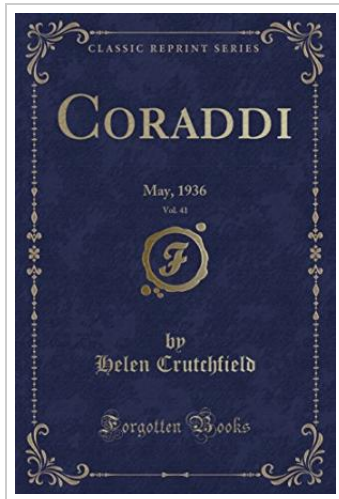 CLASSIC REPRINT SERIES
CORADDI
May, 1936
Vol. 41
F
by
Helen Crutchfield
Forgotten Books